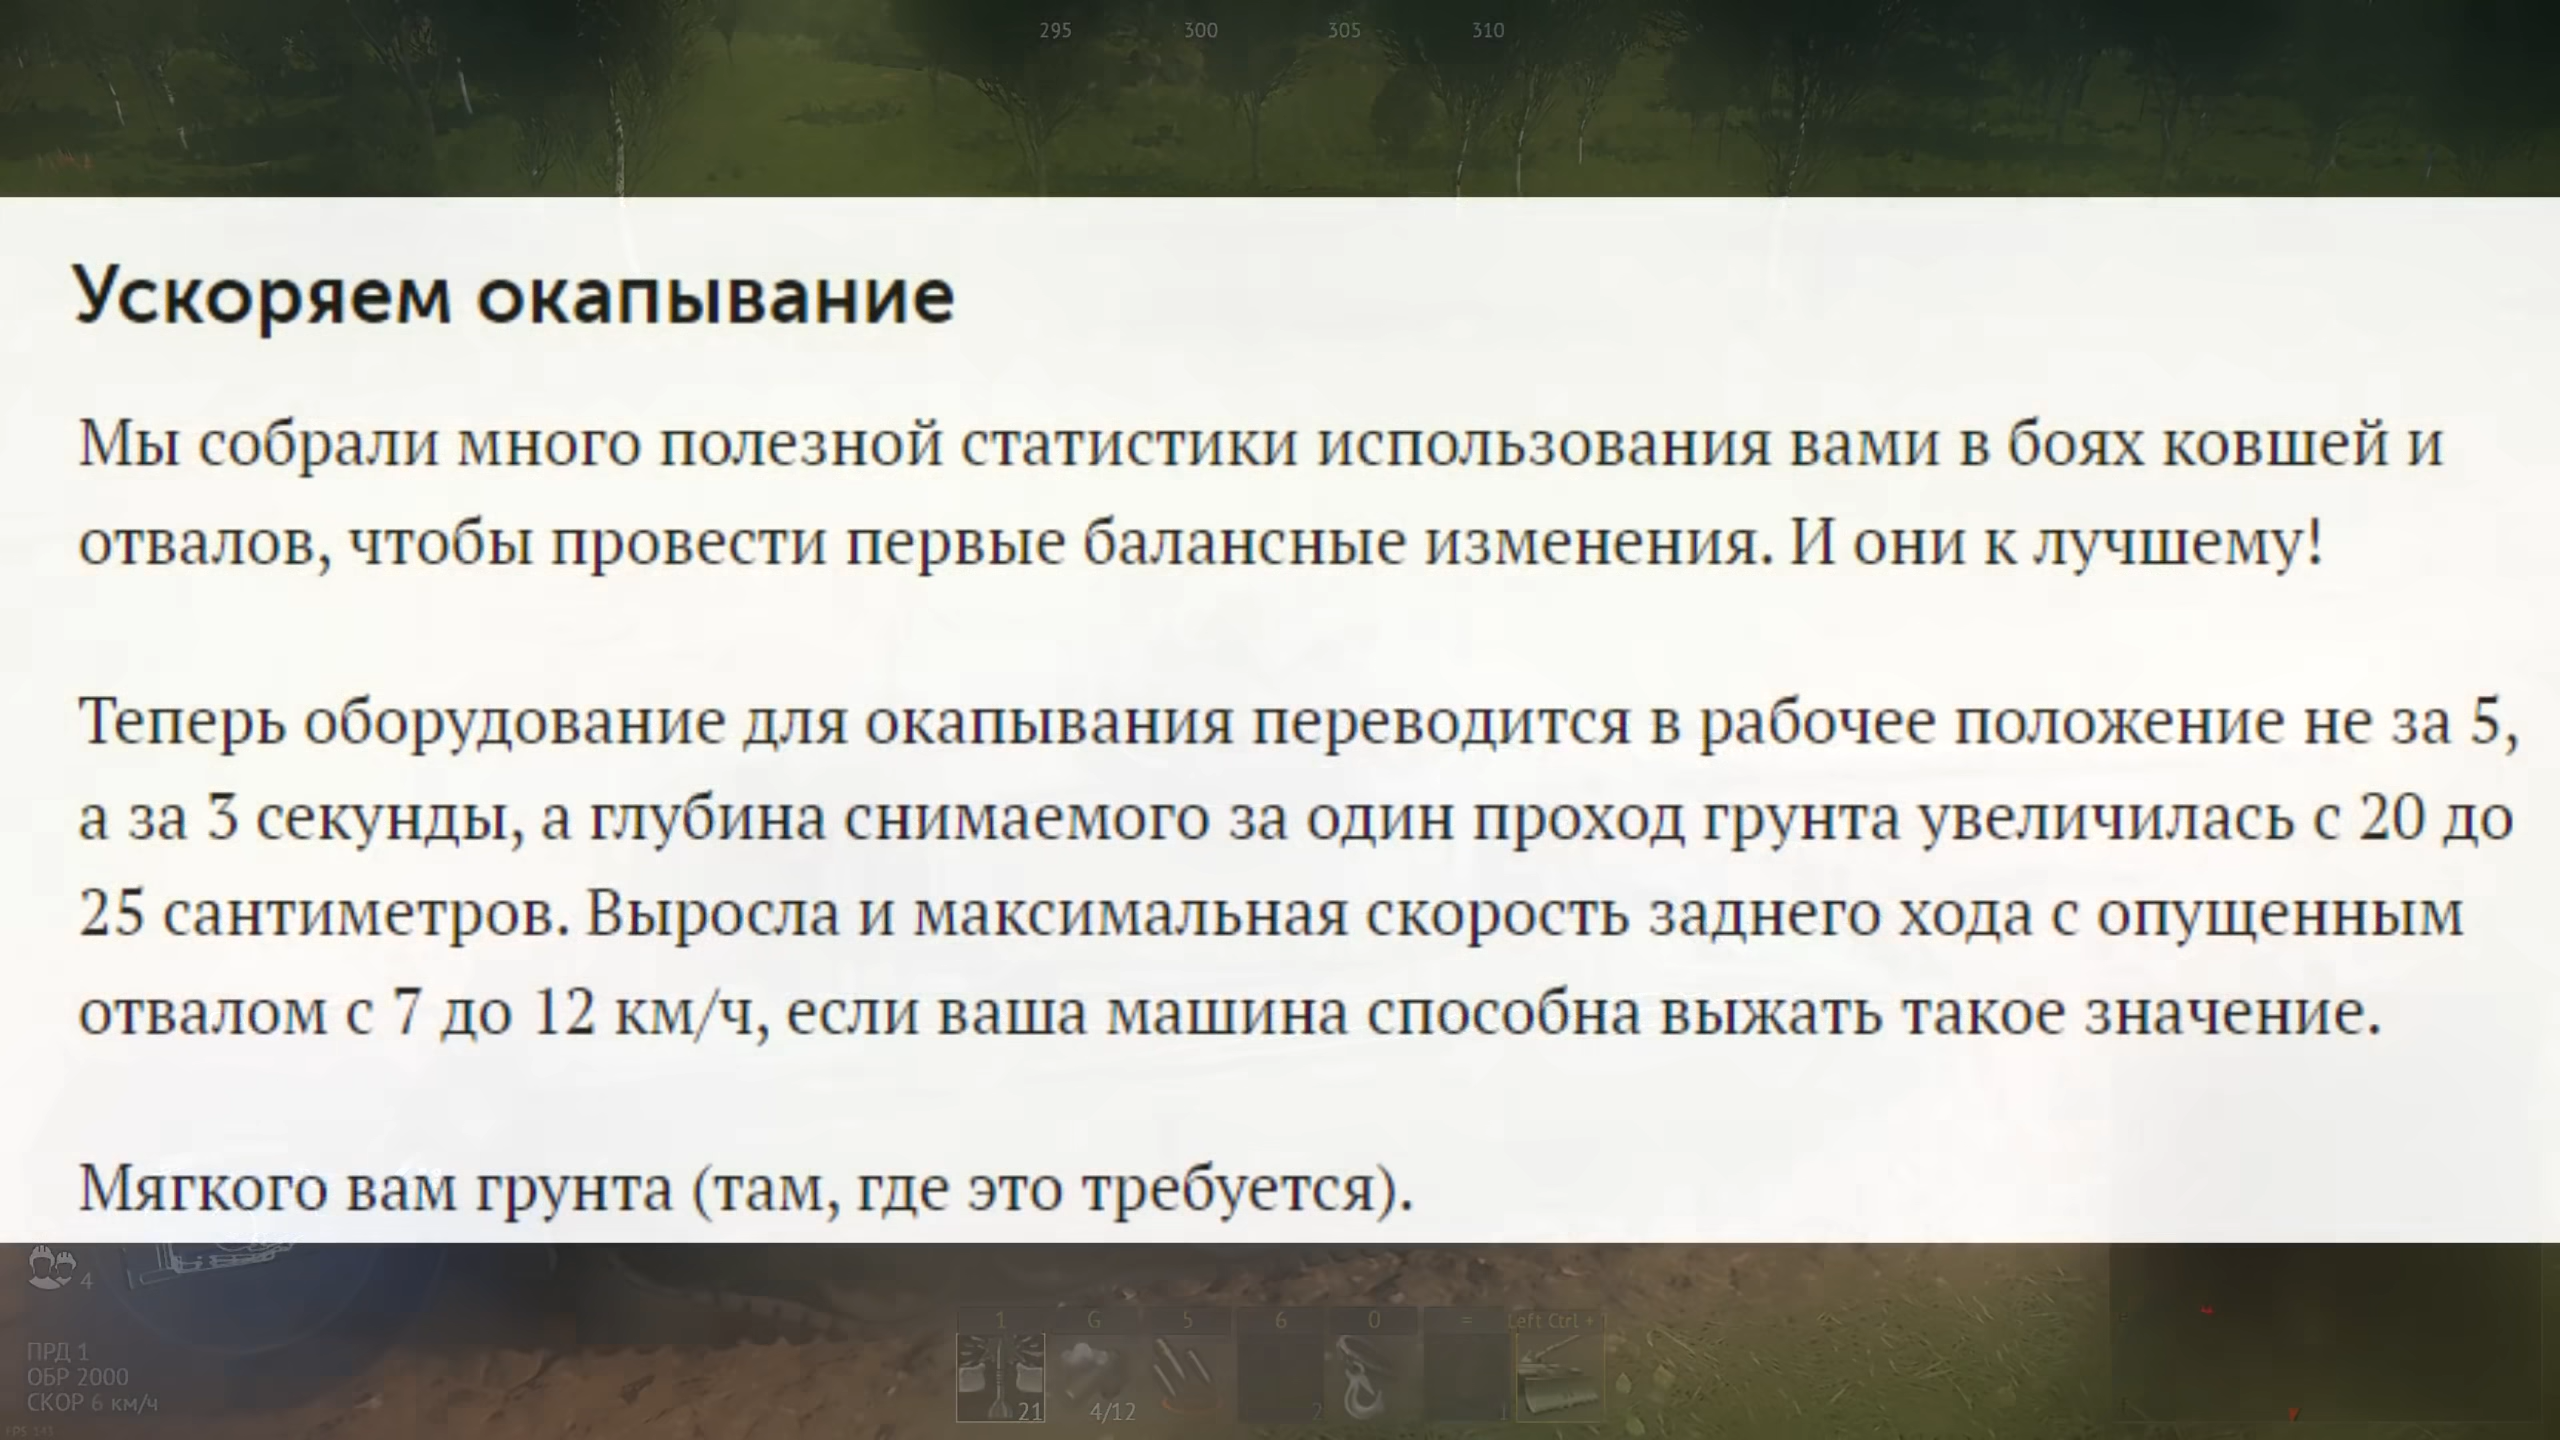 295 300 305 310
Ускоряем окапывание
Мы собрали много полезной статистики использования вами в боях ковшей и
отвалов, чтобы провести первые балансные изменения. И они к лучшему!
Теперь оборудование для окапывания переводится в рабочее положение не за 5,
а за 3 секунды, а глубина снимаемого за один проход грунта увеличилась с 20 до
25 сантиметров. Выросла и максимальная скорость заднего хода с опущенным
отвалом с 7 до 12 км/ч, если ваша машина способна выжать такое значение.
Мягкого вам грунта (там, где это требуется).
4
ПРД 1
ОБР 2000
СКОР 6 км/ч
1 G 5 6 0 = Left Ctrl +
21 4/12 2 1